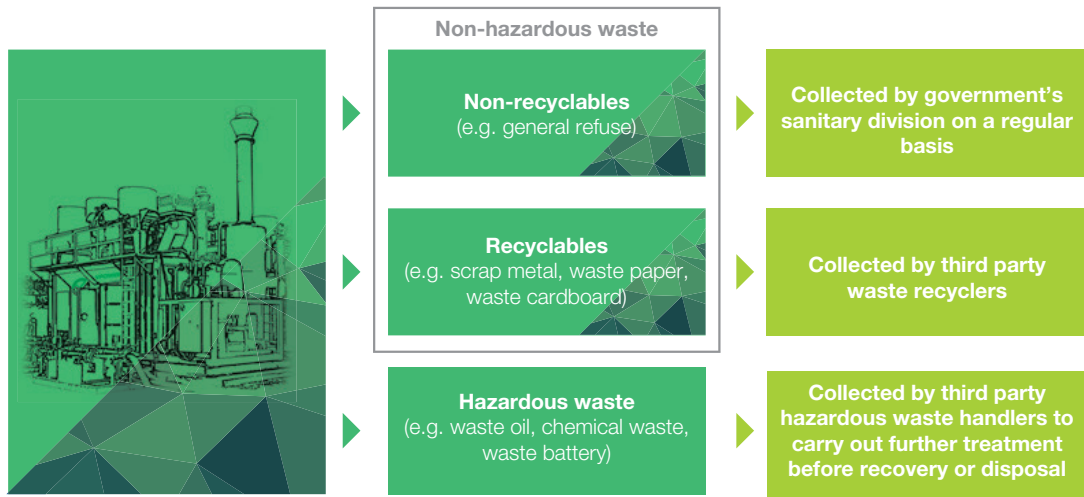 Non-hazardous waste
Non-recyclables
(e.g. general refuse)
Collected by government’s
sanitary division on a regular
basis
Recyclables
(e.g. scrap metal, waste paper,
waste cardboard)
Collected by third party
waste recyclers
Hazardous waste
(e.g. waste oil, chemical waste,
waste battery)
Collected by third party
hazardous waste handlers to
carry out further treatment
before recovery or disposal